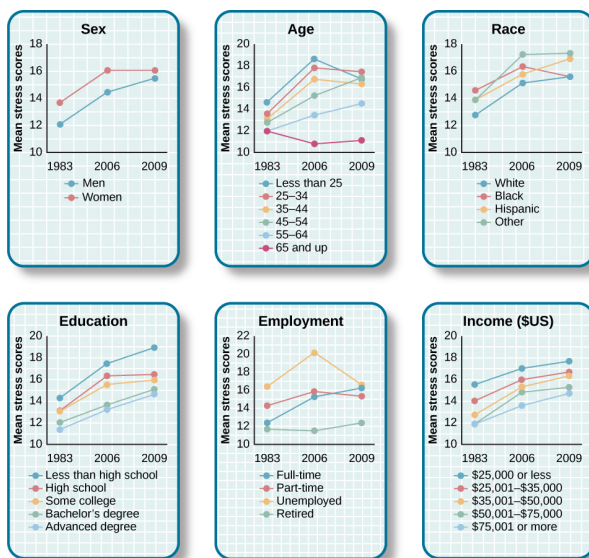 Sex
Mean stress scores
18
16
14
12
10
1983 2006 2009
Men
Women
Age
Mean stress scores
20
18
16
14
12
10
1983 2006 2009
Less than 25
25–34
35–44
45–54
55–64
65 and up
Race
Mean stress scores
18
16
14
12
10
1983 2006 2009
White
Black
Hispanic
Other
Education
Mean stress scores
20
18
16
14
12
10
1983 2006 2009
Less than high school
High school
Some college
Bachelor's degree
Advanced degree
Employment
Mean stress scores
22
20
16
18
14
12
10
1983 2006 2009
Full-time
Part-time
Unemployed
Retired
Income ($US)
Mean stress scores
20
18
16
14
12
10
1983 2006 2009
$25,000 or less
$25,001–$35,000
$35,001–$50,000
$50,001–$75,000
$75,001 or more